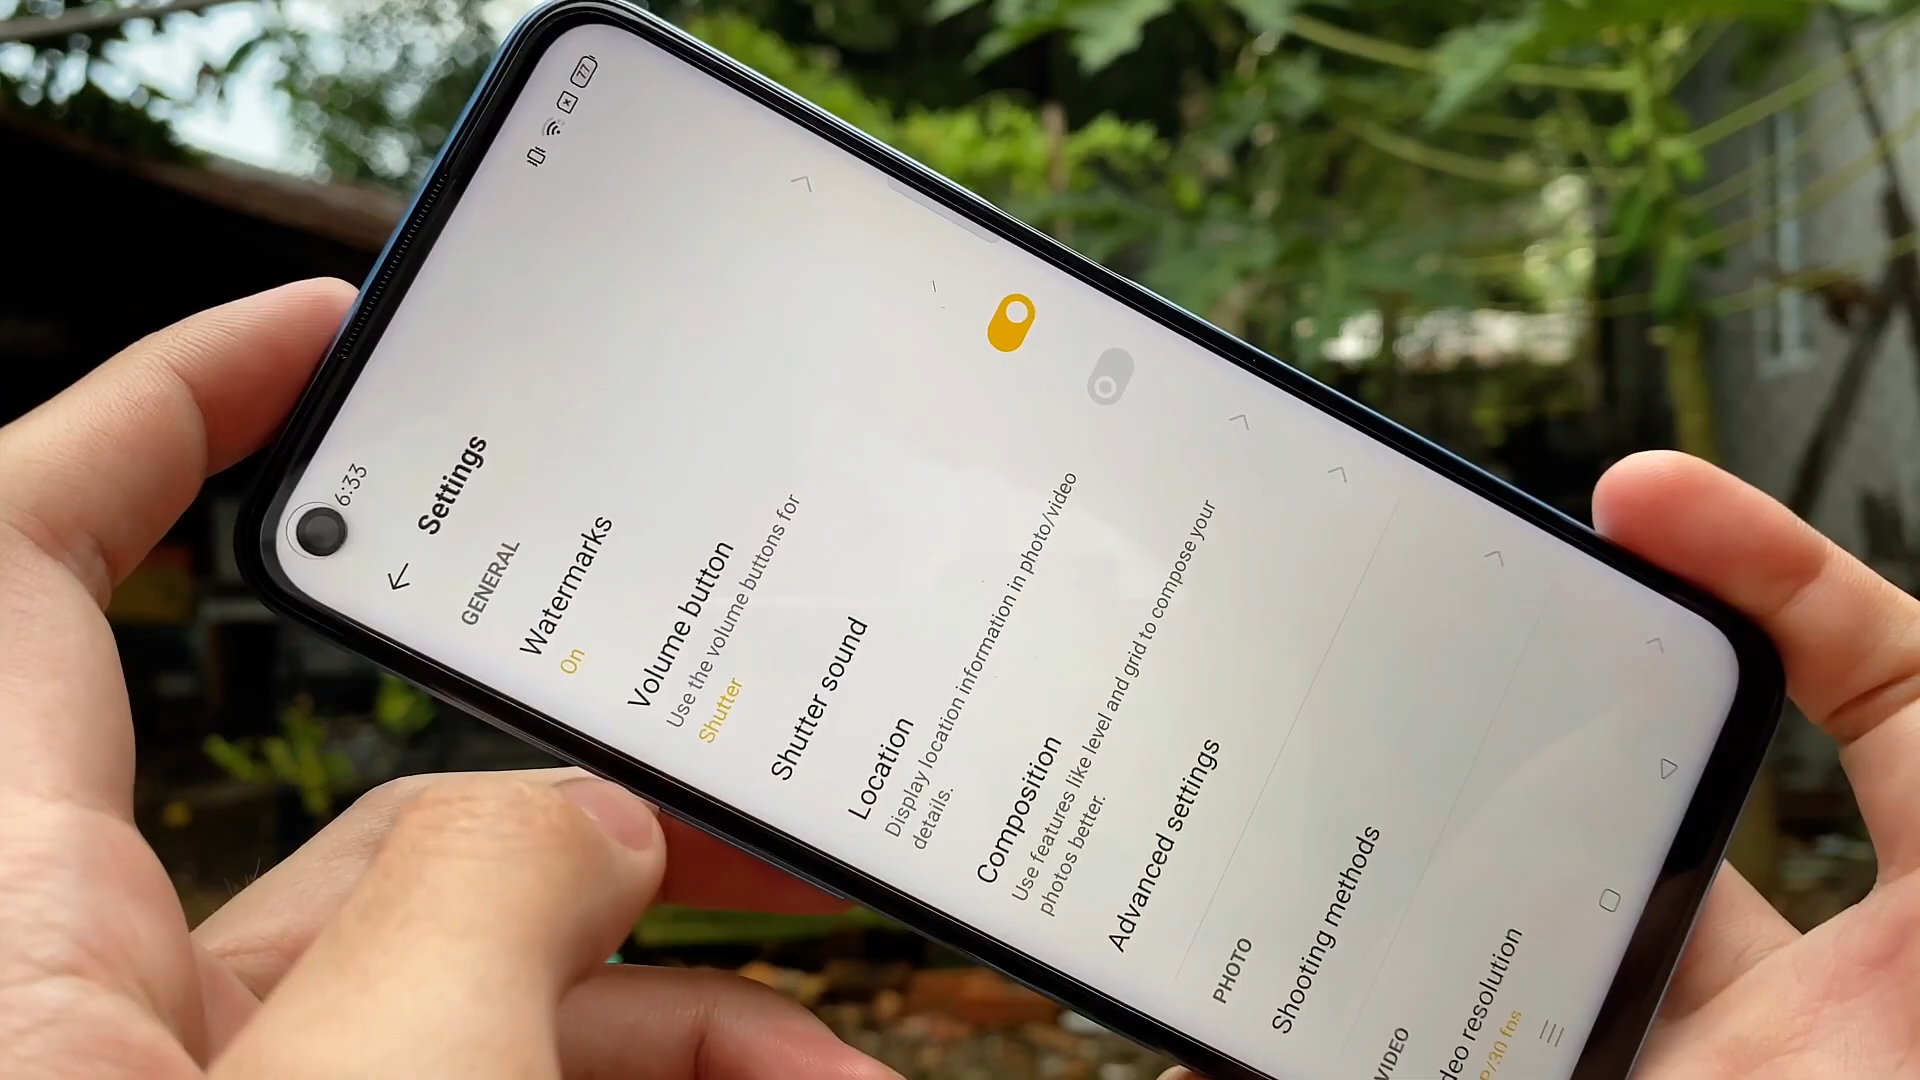 6:33
77
Settings
GENERAL
Watermarks
On
Volume button
Use the volume buttons for
Shutter
Shutter sound
Location
Display location information in photo/video
details.
Composition
Use features like level and grid to compose your
photos better.
Advanced settings
PHOTO
Shooting methods
VIDEO
resolution